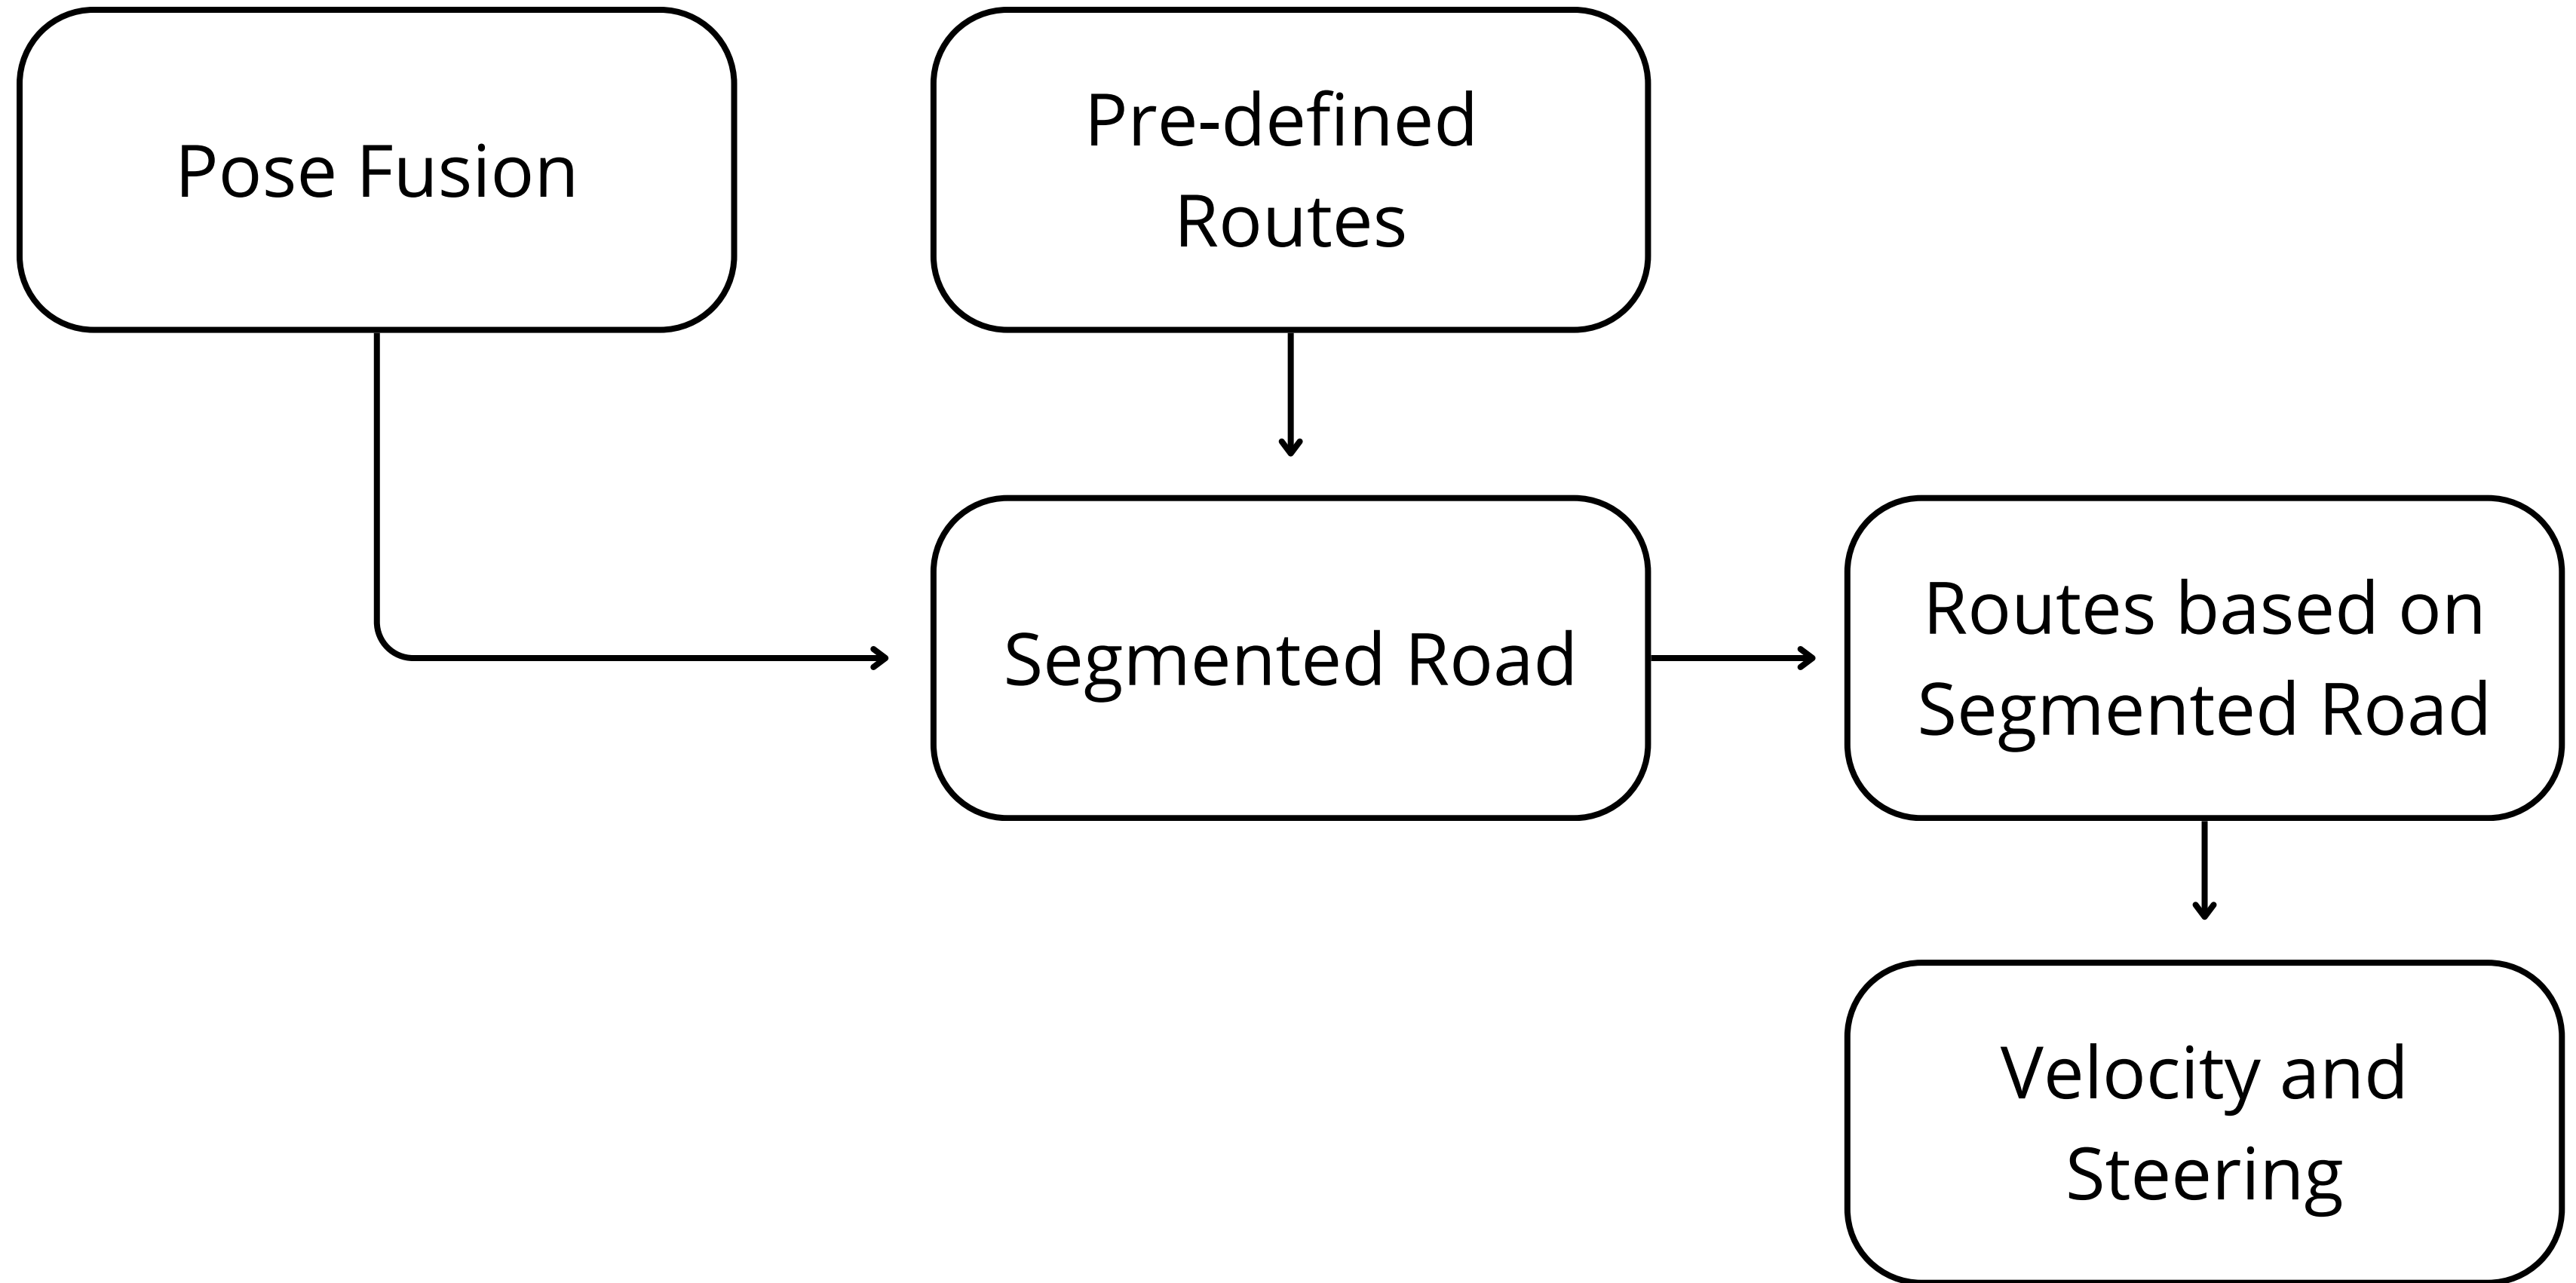 Pose Fusion
Pre-defined
Routes
Segmented Road
Routes based on
Segmented Road
Velocity and
Steering